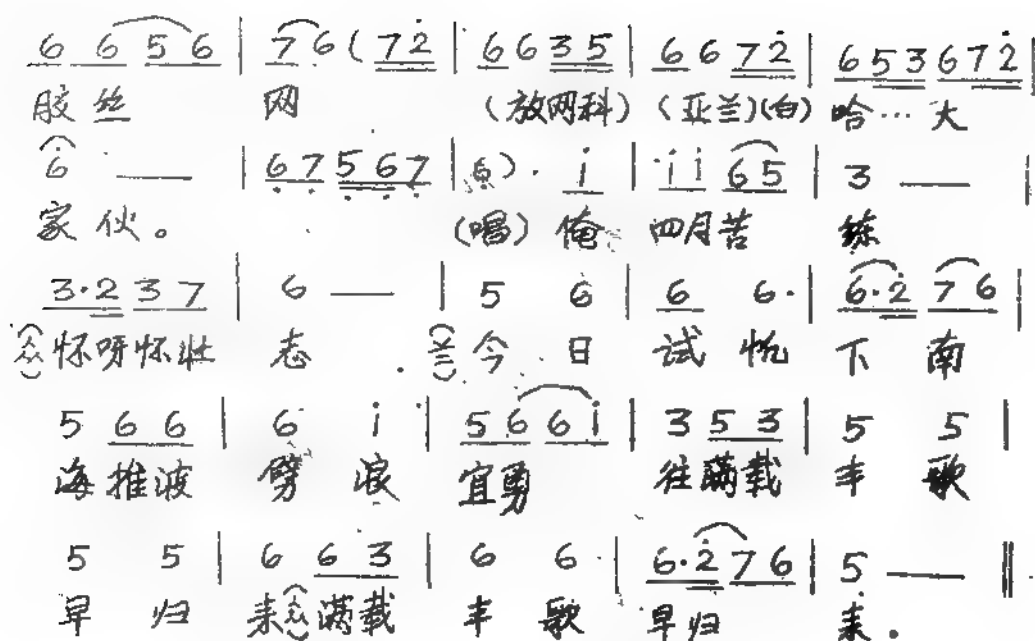 6 6 5 6 | 7 6 ( 7 2̇ | 6 6 3 5 | 6 6 7 2̇ | 6 5 3 6 7 2̇ |
胶丝 网 (放网科) (亚兰)(白) 哈…大
6 — | 6̣ 7̣ 5̣ 6̣ 7̣ | 6̣ ) · i̇ | i̇ i̇ 6 5 | 3 — |
家伙。 (唱) 俺 四月苦 练
3·2 3 7 | 6 — | 5 6 | 6 6· | 6·2̇ 7 6 |
(众)怀呀怀壮 志. 今 日 试 下 南
5 6 6 | 6 i̇ | 5 6 6 i̇ | 3 5 3 | 5 5 |
海推波 劈 浪 宜勇 往满载 丰 歌
5 5 | 6 6 3 | 6 6 | 6·2̇ 7 6 | 5 — ‖
早 归 来(众)满载 丰 歌 早归 来.